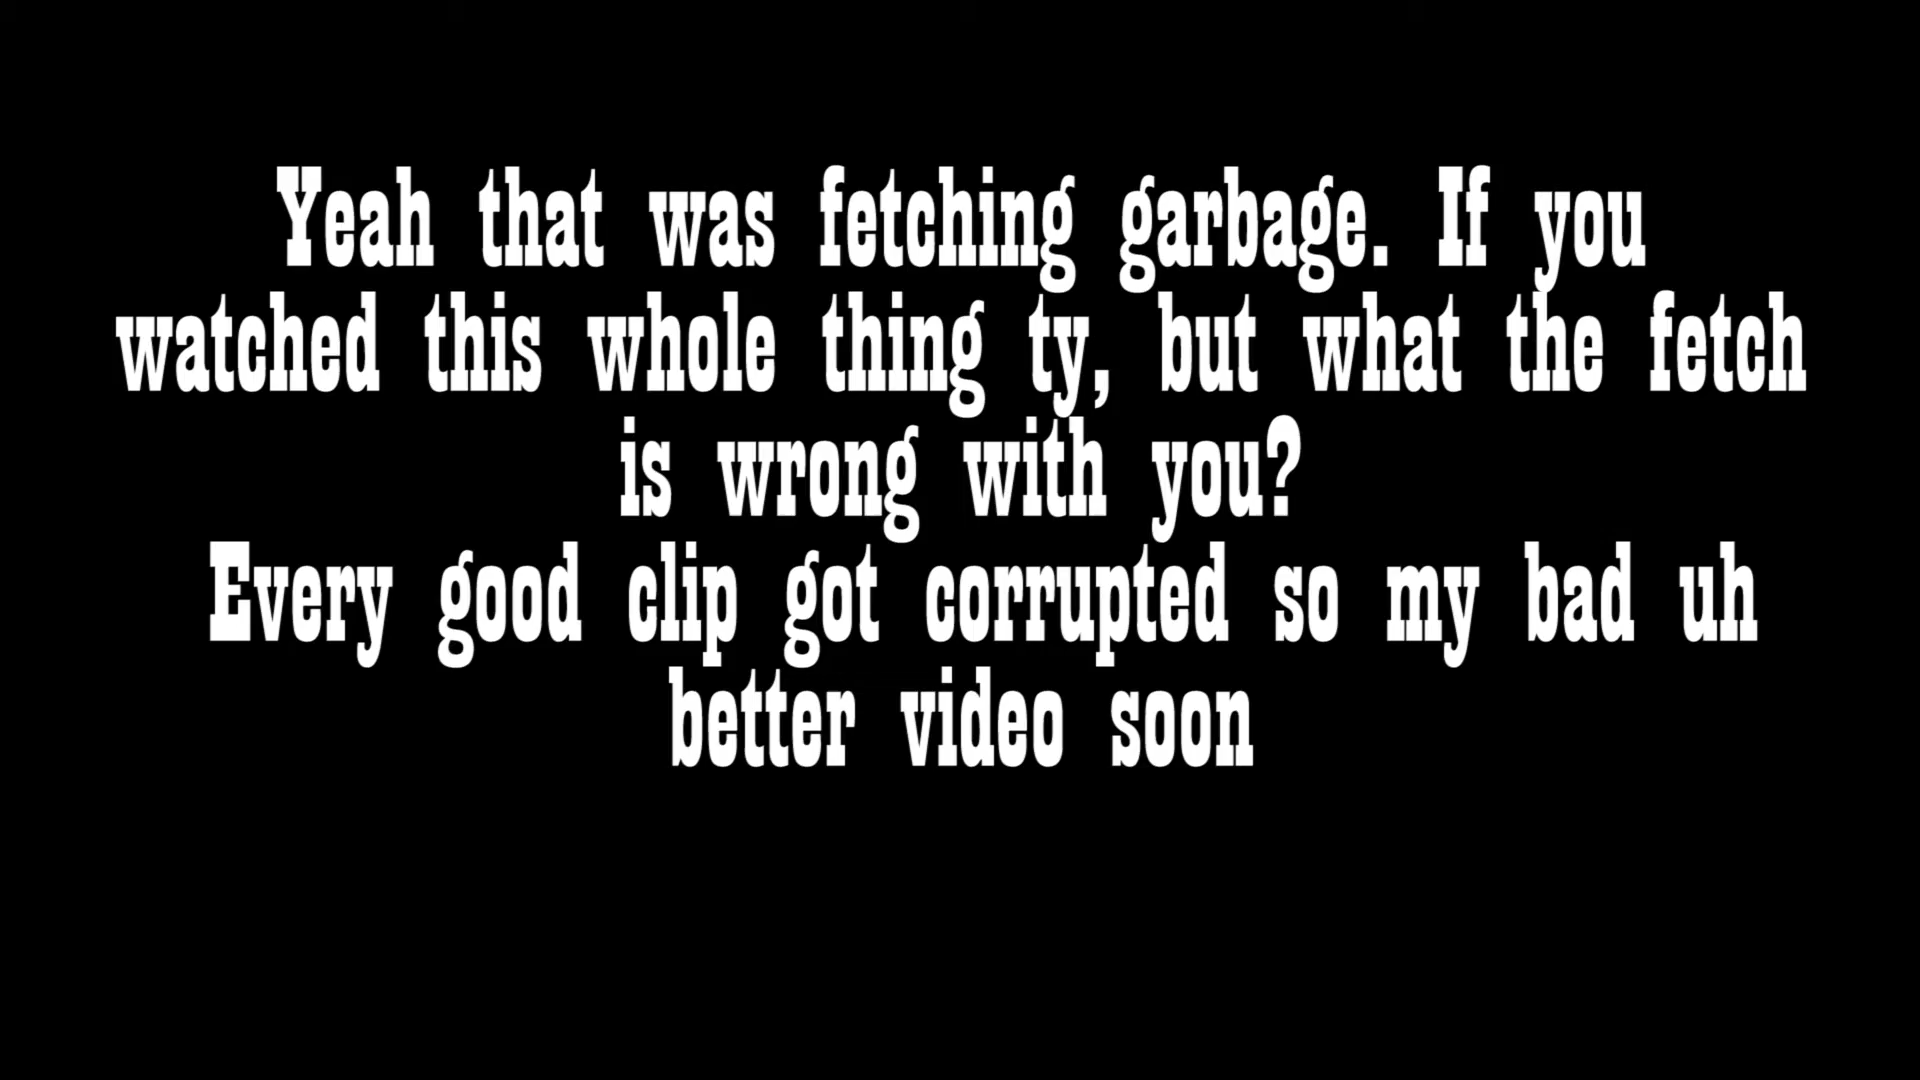 Yeah that was fetching garbage. If you
watched this whole thing ty, but what the fetch
is wrong with you?
Every good clip got corrupted so my bad uh
better video soon